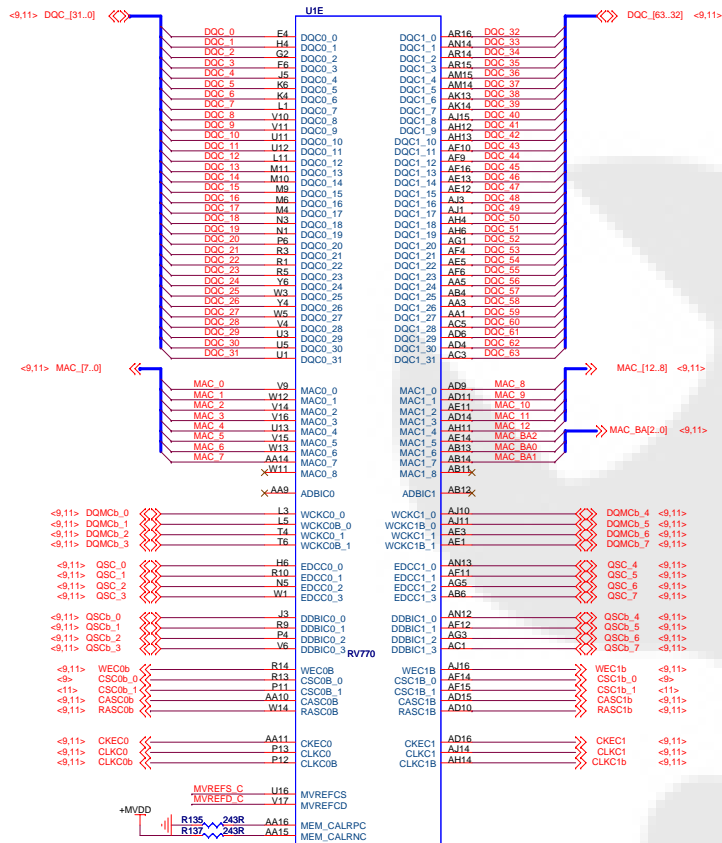 U1E
<9,11> DQC_[31..0] DQC_[63..32] <9,11>
DQC_0 E4 DQC0_0 DQC1_0 AR16 DQC_32
DQC_1 H4 DQC0_1 DQC1_1 AN14 DQC_33
DQC_2 G2 DQC0_2 DQC1_2 AR14 DQC_34
DQC_3 F6 DQC0_3 DQC1_3 AR15 DQC_35
DQC_4 J5 DQC0_4 DQC1_4 AM15 DQC_36
DQC_5 K6 DQC0_5 DQC1_5 AM14 DQC_37
DQC_6 K4 DQC0_6 DQC1_6 AK13 DQC_38
DQC_7 L1 DQC0_7 DQC1_7 AK14 DQC_39
DQC_8 V10 DQC0_8 DQC1_8 AJ15 DQC_40
DQC_9 V11 DQC0_9 DQC1_9 AH12 DQC_41
DQC_10 U11 DQC0_10 DQC1_10 AH13 DQC_42
DQC_11 U12 DQC0_11 DQC1_11 AF10 DQC_43
DQC_12 L11 DQC0_12 DQC1_12 AF9 DQC_44
DQC_13 M11 DQC0_13 DQC1_13 AF16 DQC_45
DQC_14 M10 DQC0_14 DQC1_14 AE13 DQC_46
DQC_15 M9 DQC0_15 DQC1_15 AE12 DQC_47
DQC_16 M6 DQC0_16 DQC1_16 AJ3 DQC_48
DQC_17 M4 DQC0_17 DQC1_17 AJ1 DQC_49
DQC_18 N3 DQC0_18 DQC1_18 AH4 DQC_50
DQC_19 N1 DQC0_19 DQC1_19 AH6 DQC_51
DQC_20 P6 DQC0_20 DQC1_20 AG1 DQC_52
DQC_21 R3 DQC0_21 DQC1_21 AF4 DQC_53
DQC_22 R1 DQC0_22 DQC1_22 AE5 DQC_54
DQC_23 R5 DQC0_23 DQC1_23 AF6 DQC_55
DQC_24 Y6 DQC0_24 DQC1_24 AA5 DQC_56
DQC_25 W3 DQC0_25 DQC1_25 AB4 DQC_57
DQC_26 Y4 DQC0_26 DQC1_26 AA3 DQC_58
DQC_27 W5 DQC0_27 DQC1_27 AA1 DQC_59
DQC_28 V4 DQC0_28 DQC1_28 AC5 DQC_60
DQC_29 U3 DQC0_29 DQC1_29 AD6 DQC_61
DQC_30 U5 DQC0_30 DQC1_30 AD4 DQC_62
DQC_31 U1 DQC0_31 DQC1_31 AC3 DQC_63
<9,11> MAC_[7..0] MAC_[12..8] <9,11>
MAC_0 V9 MAC0_0 MAC1_0 AD9 MAC_8
MAC_1 W12 MAC0_1 MAC1_1 AD11 MAC_9
MAC_2 V14 MAC0_2 MAC1_2 AE11 MAC_10
MAC_3 V16 MAC0_3 MAC1_3 AD14 MAC_11
MAC_4 U13 MAC0_4 MAC1_4 AH11 MAC_12
MAC_BA[2..0] <9,11>
MAC_5 V15 MAC0_5 MAC1_5 AE14 MAC_BA2
MAC_6 W13 MAC0_6 MAC1_6 AB13 MAC_BA0
MAC_7 AA14 MAC0_7 MAC1_7 AB14 MAC_BA1
W11 MAC0_8 MAC1_8 AB11
AA9 ADBIC0 ADBIC1 AB12
<9,11> DQMCb_0 L3 WCKC0_0 WCKC1_0 AJ10 DQMCb_4 <9,11>
<9,11> DQMCb_1 L5 WCKC0B_0 WCKC1B_0 AJ11 DQMCb_5 <9,11>
<9,11> DQMCb_2 T4 WCKC0_1 WCKC1_1 AE3 DQMCb_6 <9,11>
<9,11> DQMCb_3 T6 WCKC0B_1 WCKC1B_1 AE1 DQMCb_7 <9,11>
<9,11> QSC_0 H6 EDCC0_0 EDCC1_0 AN13 QSC_4 <9,11>
<9,11> QSC_1 R10 EDCC0_1 EDCC1_1 AF11 QSC_5 <9,11>
<9,11> QSC_2 N5 EDCC0_2 EDCC1_2 AG5 QSC_6 <9,11>
<9,11> QSC_3 W1 EDCC0_3 EDCC1_3 AB6 QSC_7 <9,11>
<9,11> QSCb_0 J3 DDBIC0_0 DDBIC1_0 AN12 QSCb_4 <9,11>
<9,11> QSCb_1 R9 DDBIC0_1 DDBIC1_1 AF12 QSCb_5 <9,11>
<9,11> QSCb_2 P4 DDBIC0_2 DDBIC1_2 AG3 QSCb_6 <9,11>
<9,11> QSCb_3 V6 DDBIC0_3 DDBIC1_3 AC1 QSCb_7 <9,11>
RV770
<9,11> WEC0b R14 WEC0B WEC1B AJ16 WEC1b <9,11>
<9> CSC0b_0 R13 CSC0B_0 CSC1B_0 AF14 CSC1b_0 <9>
<11> CSC0b_1 P11 CSC0B_1 CSC1B_1 AF15 CSC1b_1 <11>
<9,11> CASC0b AA10 CASC0B CASC1B AD15 CASC1b <9,11>
<9,11> RASC0b W14 RASC0B RASC1B AD10 RASC1b <9,11>
<9,11> CKEC0 AA11 CKEC0 CKEC1 AD16 CKEC1 <9,11>
<9,11> CLKC0 P13 CLKC0 CLKC1 AJ14 CLKC1 <9,11>
<9,11> CLKC0b P12 CLKC0B CLKC1B AH14 CLKC1b <9,11>
MVREFS_C U16 MVREFCS
MVREFD_C V17 MVREFCD
+MVDD
R135 243R AA16 MEM_CALRPC
R137 243R AA15 MEM_CALRNC